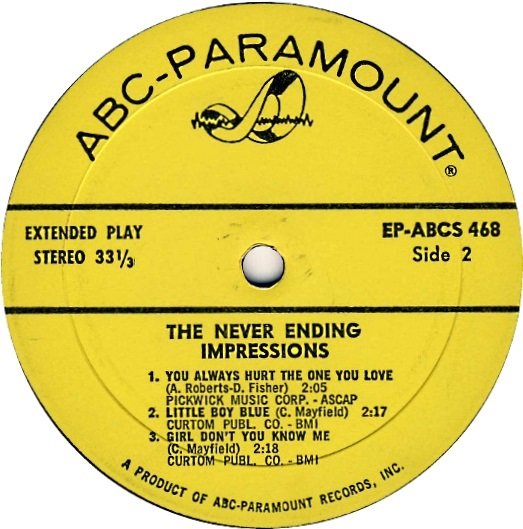 ABC-PARAMOUNT®
EXTENDED PLAY
STEREO 33 1/3
EP-ABCS 468
Side 2
THE NEVER ENDING
IMPRESSIONS
1. YOU ALWAYS HURT THE ONE YOU LOVE
(A. Roberts-D. Fisher) 2:05
PICKWICK MUSIC CORP. - ASCAP
2. LITTLE BOY BLUE (C. Mayfield) 2:17
CURTOM PUBL. CO. - BMI
3. GIRL DON'T YOU KNOW ME
(C. Mayfield) 2:18
CURTOM PUBL. CO. - BMI
A PRODUCT OF ABC-PARAMOUNT RECORDS, INC.